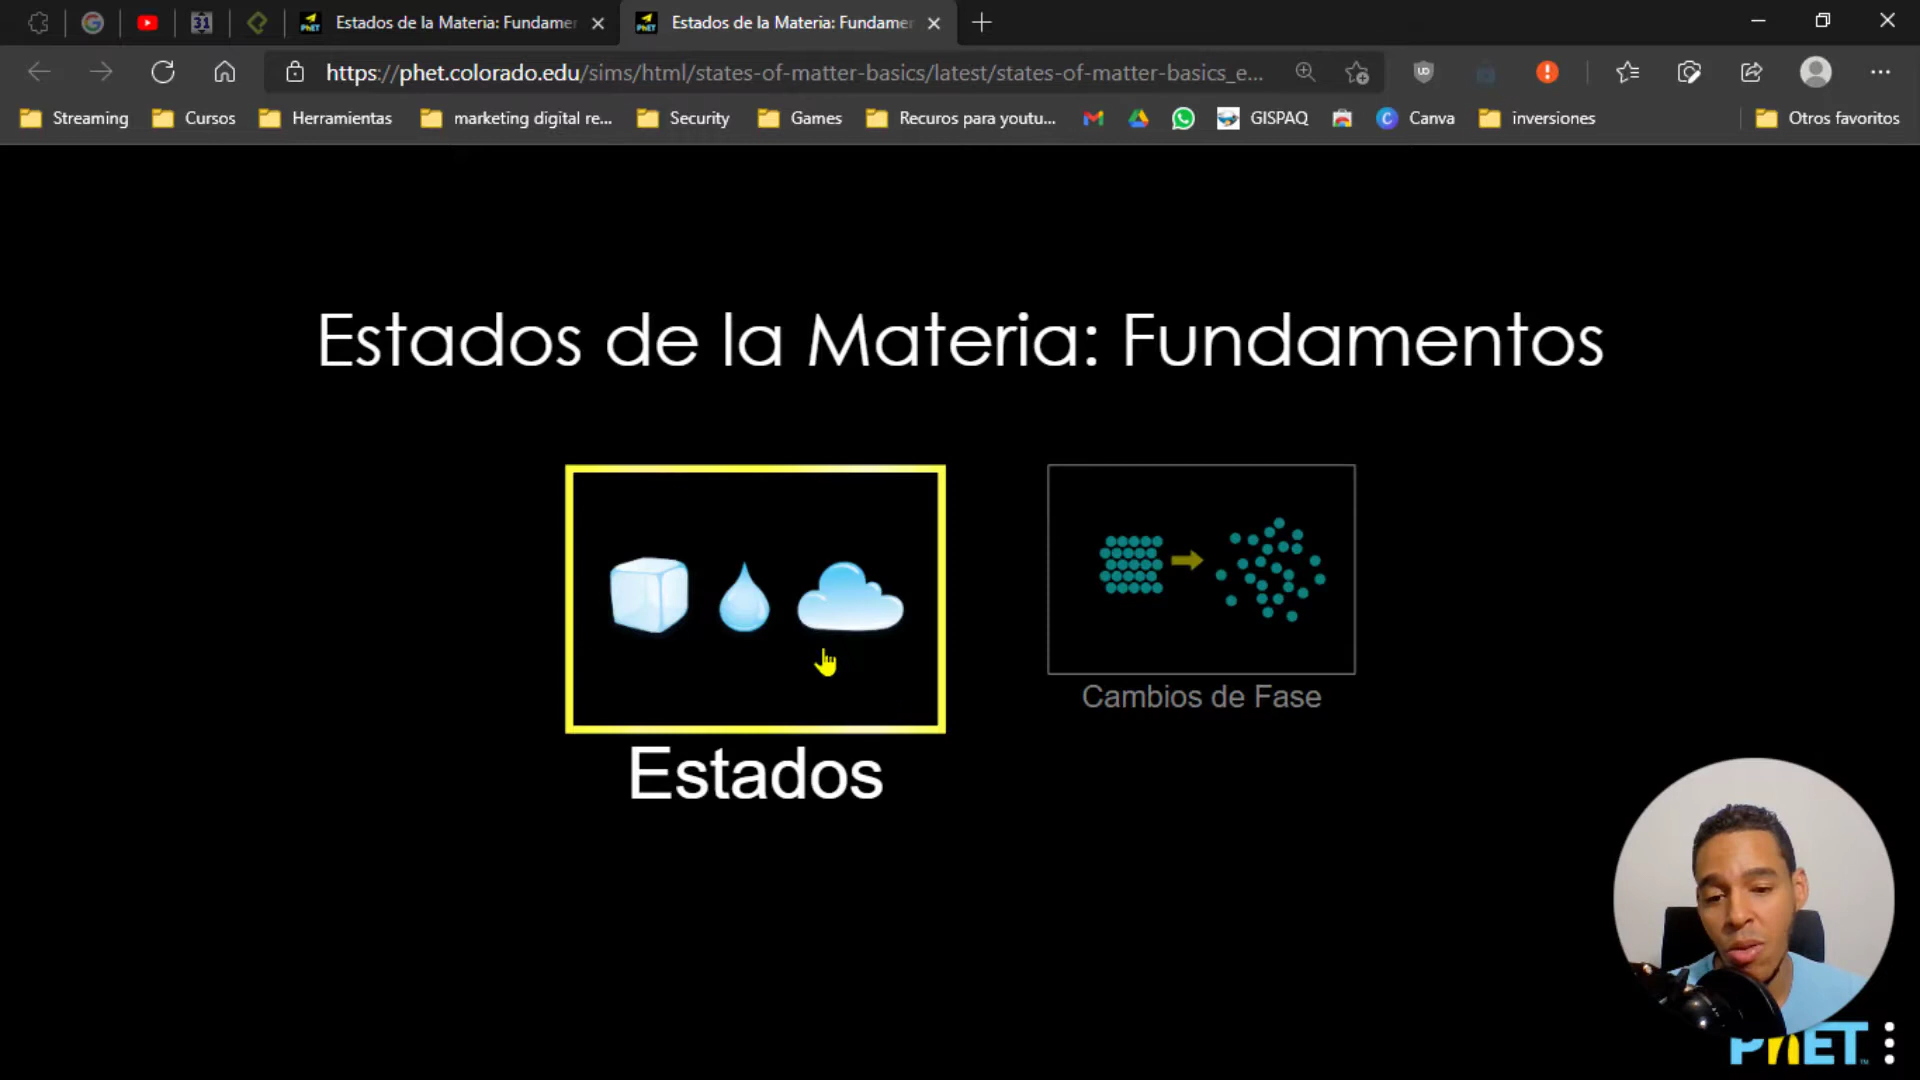 Estados de la Materia: Fundamer
Estados de la Materia: Fundamer
https://phet.colorado.edu/sims/html/states-of-matter-basics/latest/states-of-matter-basics_e...
Streaming
Cursos
Herramientas
marketing digital re...
Security
Games
Recuros para youtu...
GISPAQ
Canva
inversiones
Otros favoritos
Estados de la Materia: Fundamentos
Estados
Cambios de Fase
PhET